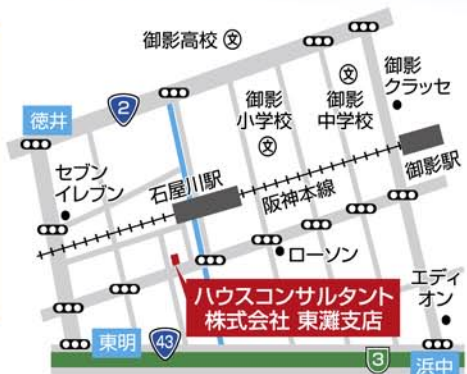 御影高校
文
2
徳井
御影
小学校
文
文
御影
中学校
御影
クラッセ
セブン
イレブン
石屋川駅
阪神本線
御影駅
ローソン
ハウスコンサルタント
株式会社 東灘支店
エディ
オン
東明
43
3
浜中